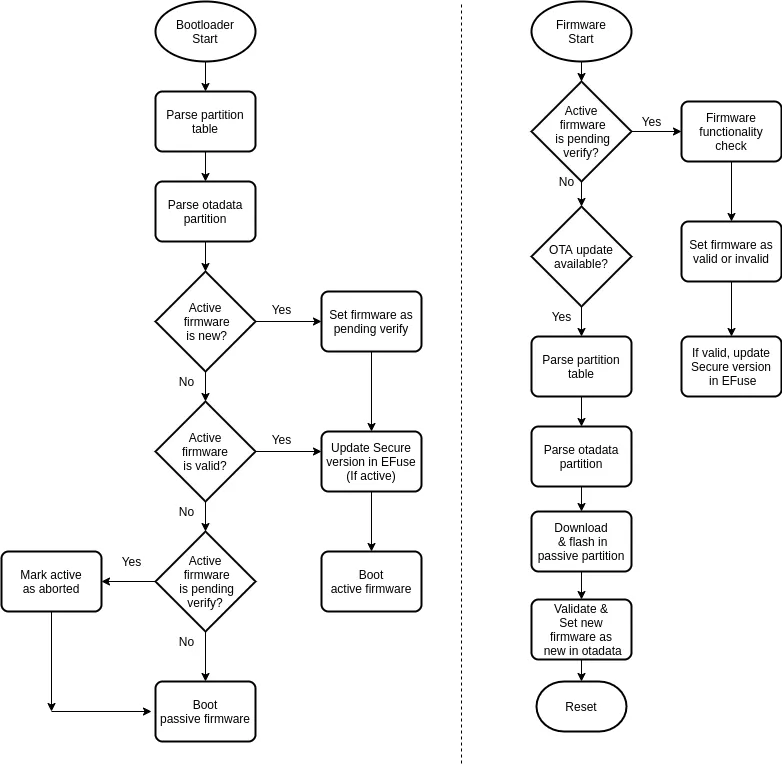 Bootloader
Start
Parse partition
table
Parse otadata
partition
Active
firmware
is new?
Yes
Set firmware as
pending verify
No
Active
firmware
is valid?
Yes
Update Secure
version in EFuse
(If active)
No
Active
firmware
is pending
verify?
Yes
Mark active
as aborted
Boot
active firmware
No
Boot
passive firmware
Firmware
Start
Active
firmware
is pending
verify?
Yes
Firmware
functionality
check
No
OTA update
available?
Set firmware as
valid or invalid
Yes
Parse partition
table
If valid, update
Secure version
in EFuse
Parse otadata
partition
Download
& flash in
passive partition
Validate &
Set new
firmware as
new in otadata
Reset